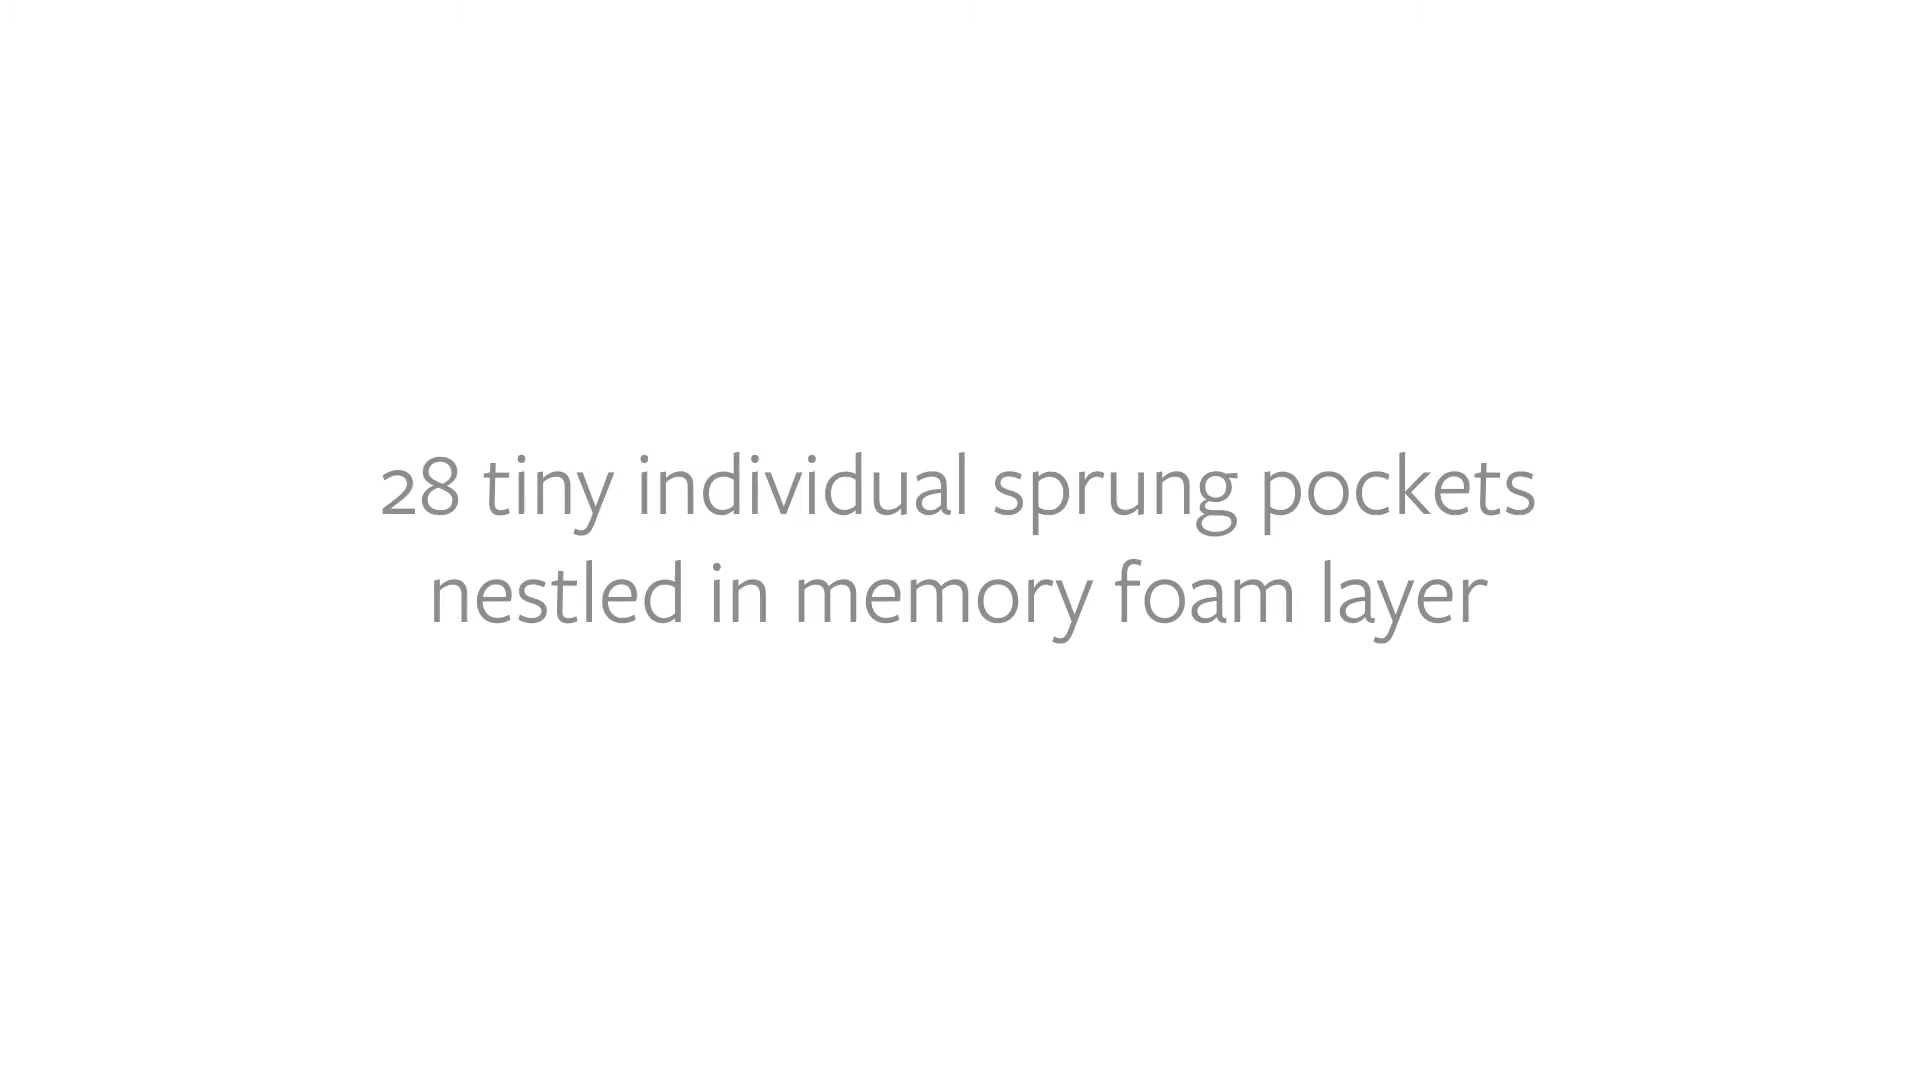 28 tiny individual sprung pockets
nestled in memory foam layer